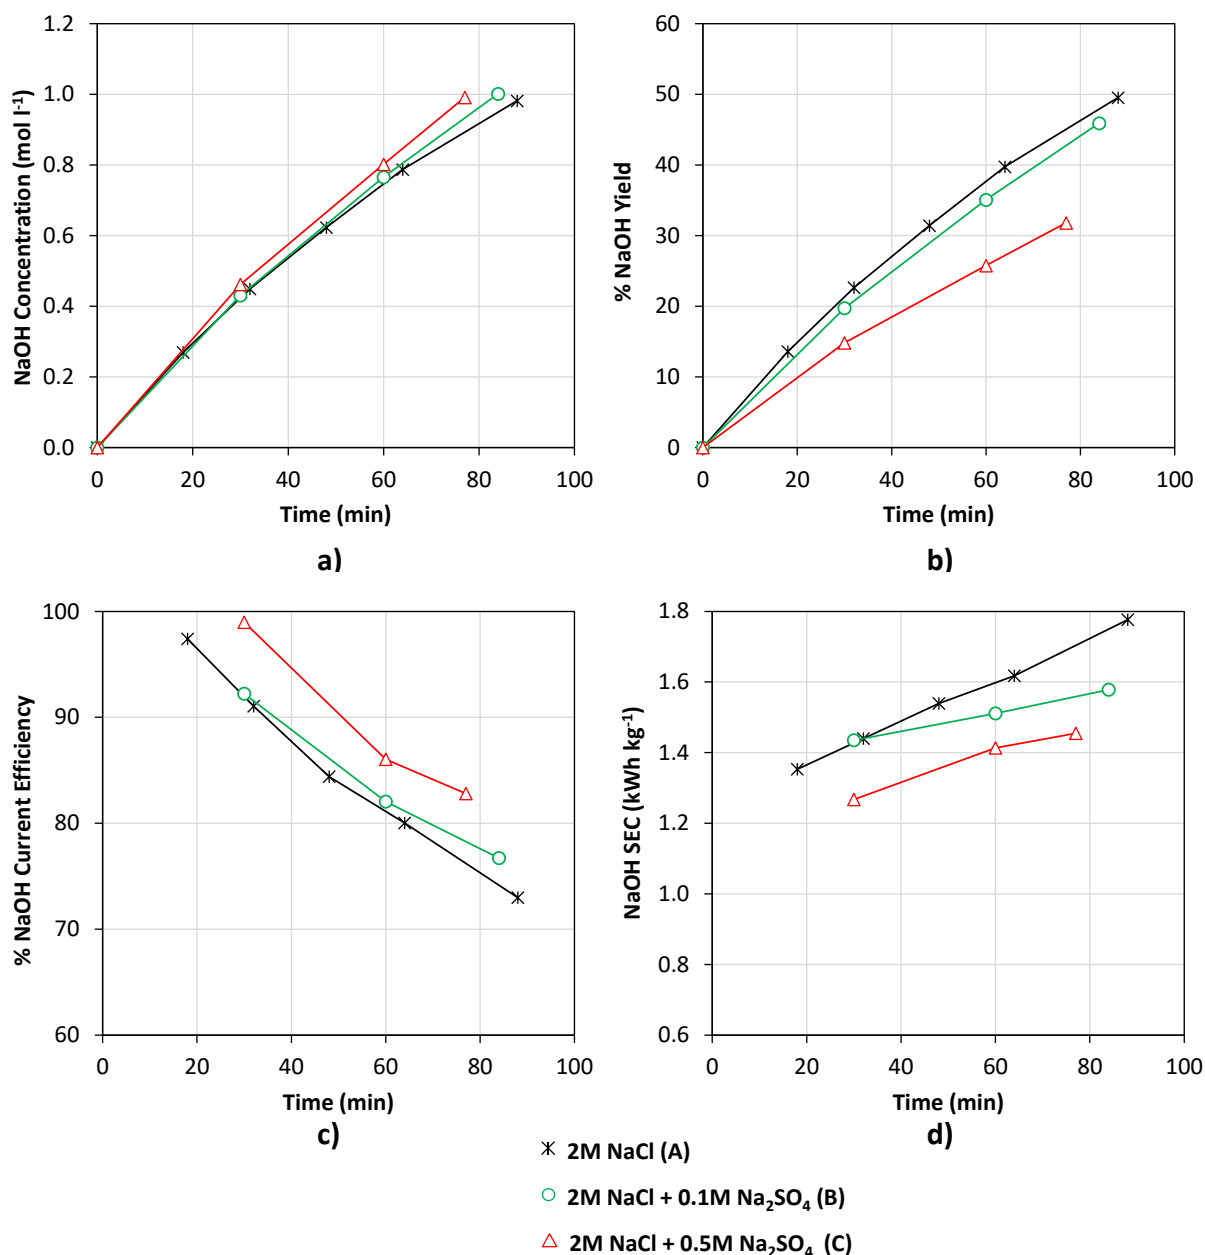 NaOH Concentration (mol l⁻¹)
1.2
1.0
0.8
0.6
0.4
0.2
0.0
0 20 40 60 80 100
Time (min)
a)
% NaOH Yield
60
50
40
30
20
10
0
0 20 40 60 80 100
Time (min)
b)
% NaOH Current Efficiency
100
90
80
70
60
0 20 40 60 80 100
Time (min)
c)
NaOH SEC (kWh kg⁻¹)
1.8
1.6
1.4
1.2
1.0
0.8
0.6
0 20 40 60 80 100
Time (min)
d)
2M NaCl (A)
2M NaCl + 0.1M Na₂SO₄ (B)
2M NaCl + 0.5M Na₂SO₄ (C)